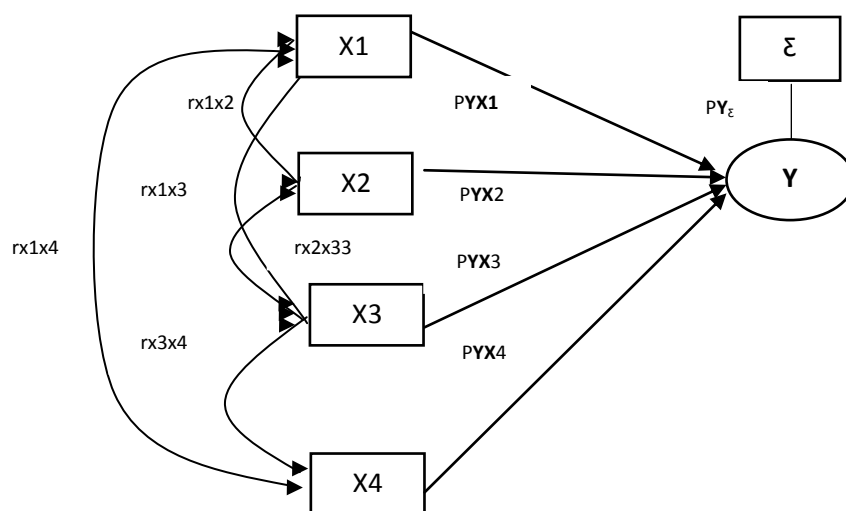 X1
Ɛ
rx1x2
PYX1
PYε
X2
Y
rx1x3
PYX2
rx1x4
rx2x33
PYX3
X3
rx3x4
PYX4
X4